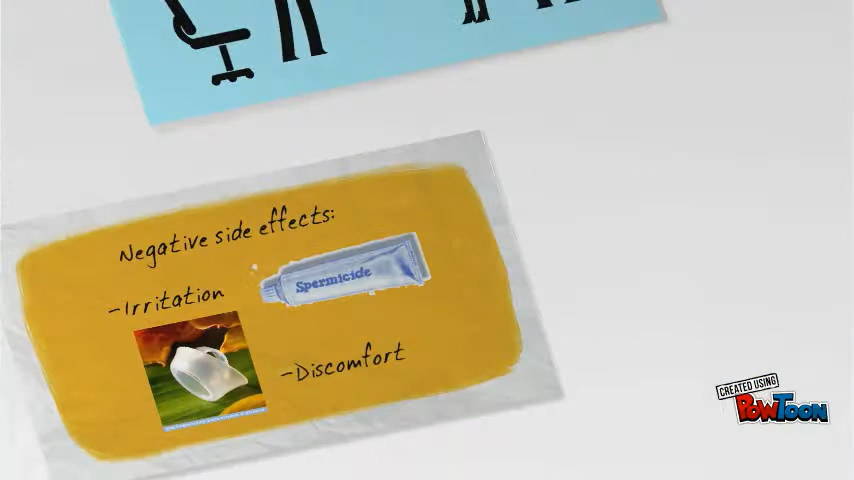 Negative side effects:
Spermicide
-Irritation
-Discomfort
CREATED USING
POWTOON